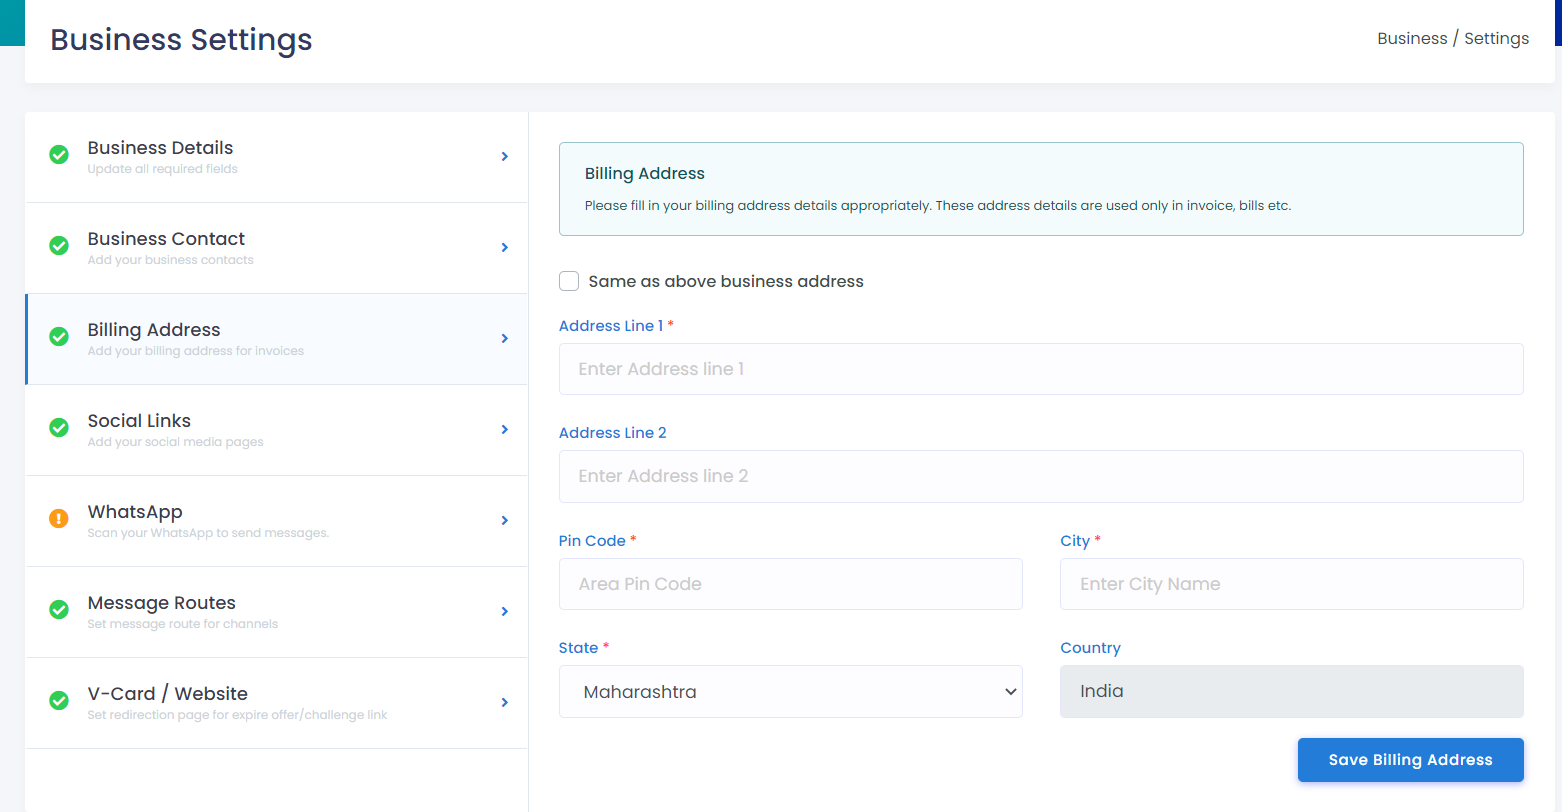 Business Settings
Business / Settings
Business Details
Update all required fields
Business Contact
Add your business contacts
Billing Address
Add your billing address for invoices
Social Links
Add your social media pages
WhatsApp
Scan your WhatsApp to send messages.
Message Routes
Set message route for channels
V-Card / Website
Set redirection page for expire offer/challenge link
Billing Address
Please fill in your billing address details appropriately. These address details are used only in invoice, bills etc.
Same as above business address
Address Line 1 *
Enter Address line 1
Address Line 2
Enter Address line 2
Pin Code *
Area Pin Code
City *
Enter City Name
State *
Maharashtra
Country
India
Save Billing Address